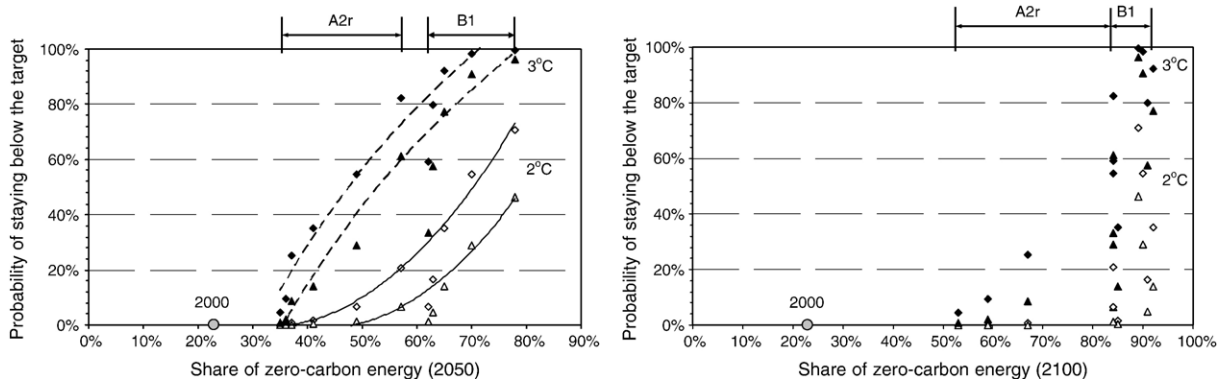 A2r B1
Probability of staying below the target
100%
80%
60%
40%
20%
0%
3°C
2°C
2000
0% 10% 20% 30% 40% 50% 60% 70% 80% 90%
Share of zero-carbon energy (2050)
A2r B1
Probability of staying below the target
100%
80%
60%
40%
20%
0%
3°C
2°C
2000
0% 10% 20% 30% 40% 50% 60% 70% 80% 90% 100%
Share of zero-carbon energy (2100)